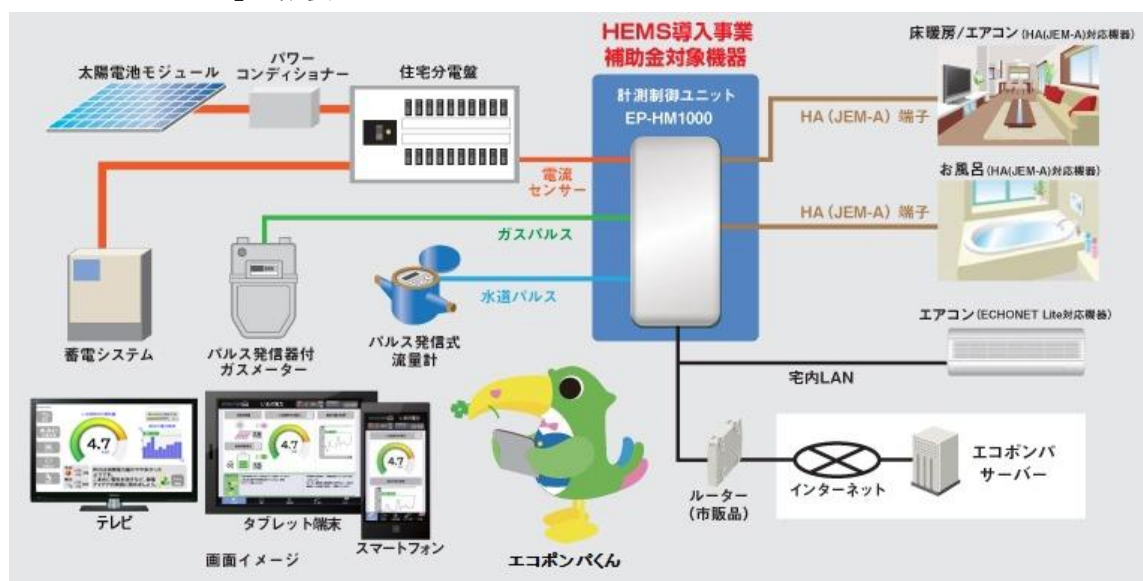 HEMS導入事業
補助金対象機器
床暖房/エアコン(HA(JEM-A)対応機器)
太陽電池モジュール
パワー
コンディショナー
住宅分電盤
計測制御ユニット
EP-HM1000
HA(JEM-A) 端子
電流
センサー
お風呂(HA(JEM-A)対応機器)
HA(JEM-A) 端子
ガスパルス
水道パルス
エアコン(ECHONET Lite対応機器)
蓄電システム
パルス発信器付
ガスメーター
パルス発信式
流量計
宅内LAN
4.7
4.7
4.7
ルーター
(市販品)
インターネット
エコポンパ
サーバー
テレビ
タブレット端末
スマートフォン
画面イメージ
エコポンパくん